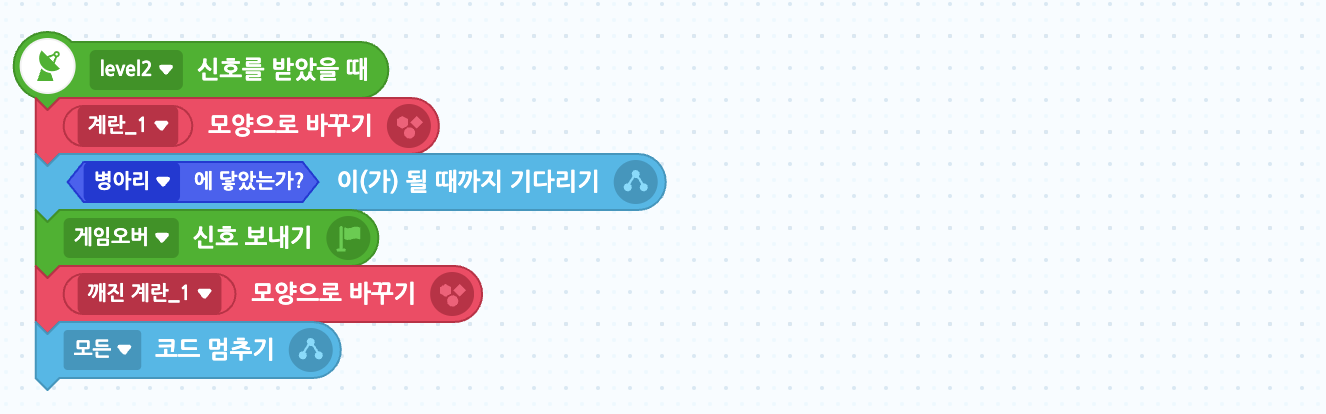 level2 신호를 받았을 때
계란_1 모양으로 바꾸기
병아리 에 닿았는가? 이(가) 될 때까지 기다리기
게임오버 신호 보내기
깨진 계란_1 모양으로 바꾸기
모든 코드 멈추기